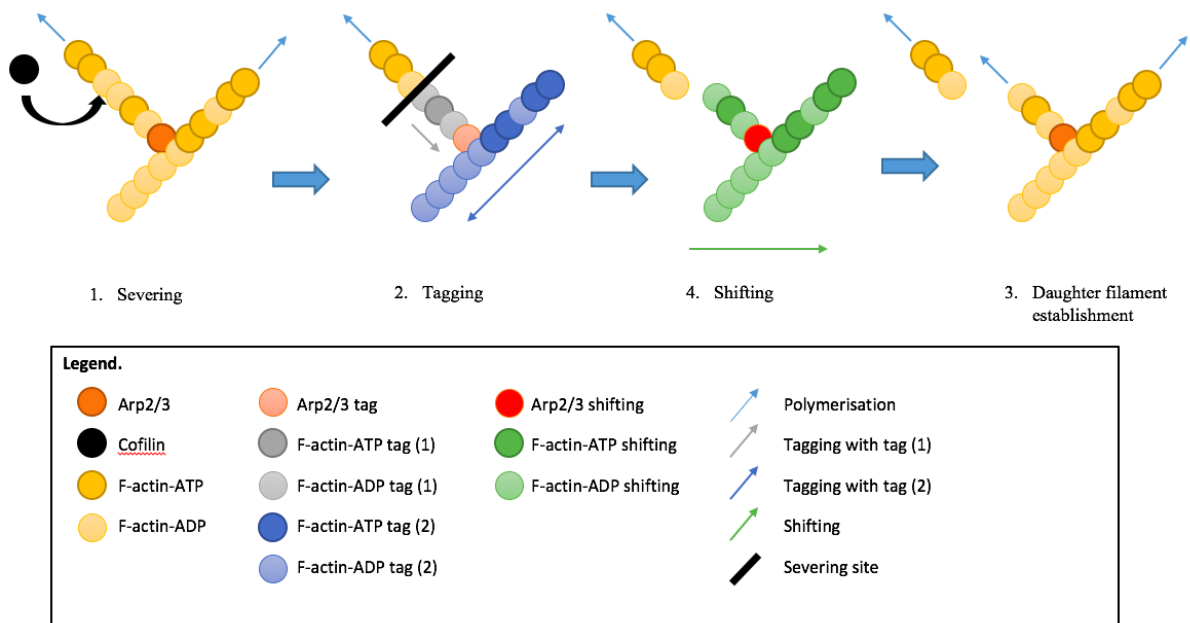 1. Severing
2. Tagging
4. Shifting
3. Daughter filament
establishment
Legend.
Arp2/3
Arp2/3 tag
Arp2/3 shifting
Polymerisation
Cofilin
F-actin-ATP tag (1)
F-actin-ATP shifting
Tagging with tag (1)
F-actin-ATP
F-actin-ADP tag (1)
F-actin-ADP shifting
Tagging with tag (2)
F-actin-ADP
F-actin-ATP tag (2)
Shifting
F-actin-ADP tag (2)
Severing site